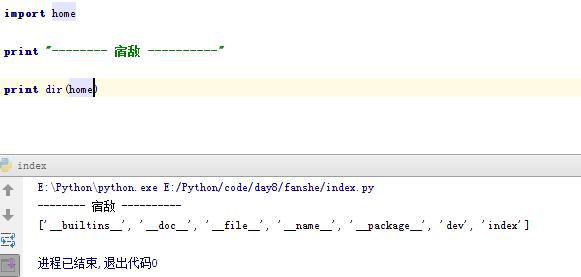 import home
print "-------- 宿敌 ----------"
print dir(home)
index
E:\Python\python.exe E:/Python/code/day8/fanshe/index.py
-------- 宿敌 ----------
['__builtins__', '__doc__', '__file__', '__name__', '__package__', 'dev', 'index']
进程已结束,退出代码0